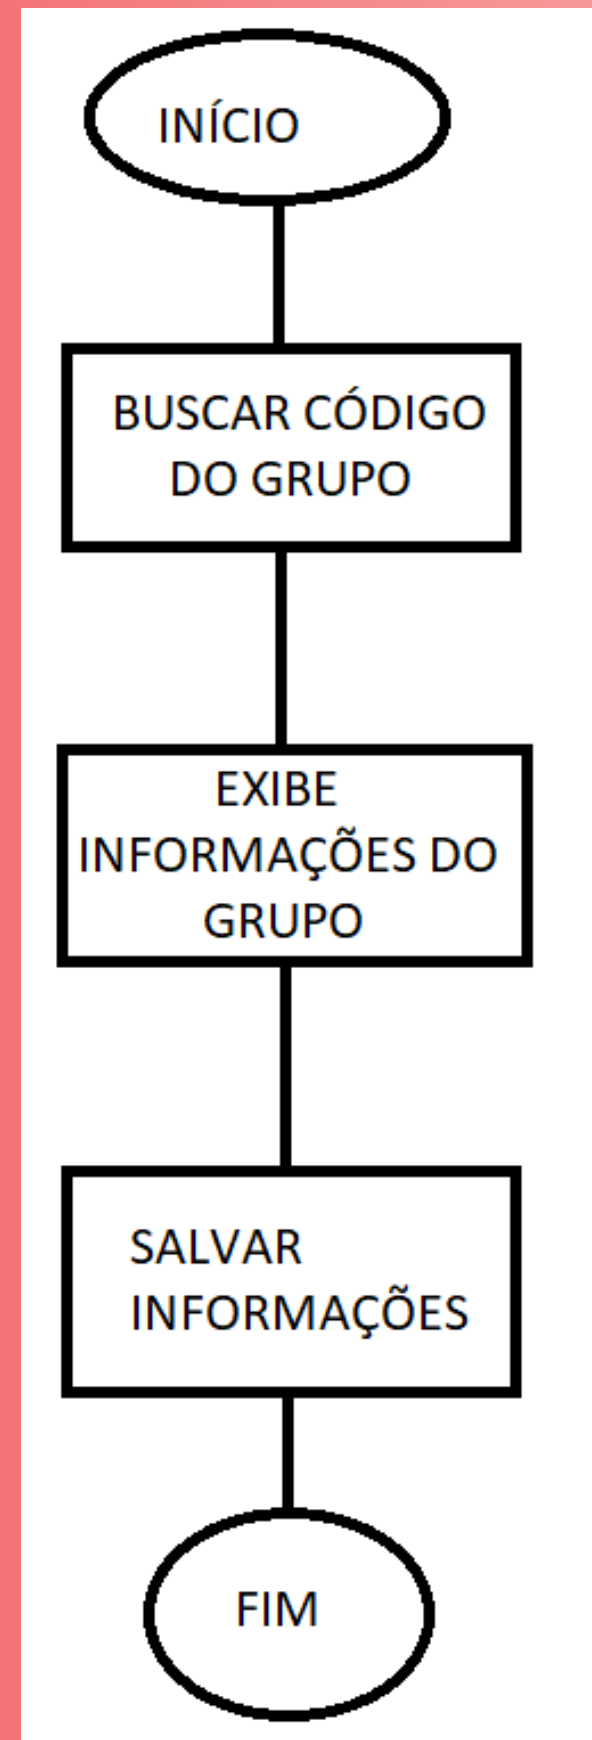 INÍCIO
BUSCAR CÓDIGO
DO GRUPO
EXIBE
INFORMAÇÕES DO
GRUPO
SALVAR
INFORMAÇÕES
FIM